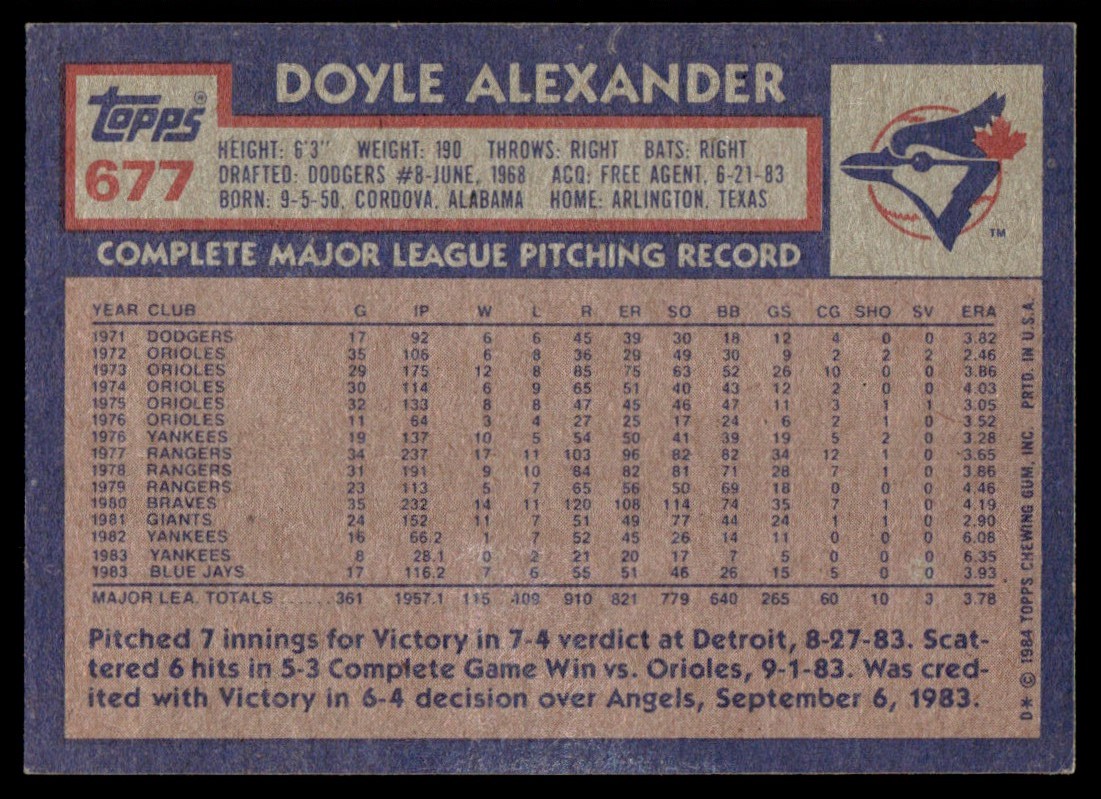 DOYLE ALEXANDER
TOPPS®
677
HEIGHT: 6'3" WEIGHT: 190 THROWS: RIGHT BATS: RIGHT
DRAFTED: DODGERS #8-JUNE, 1968 ACQ: FREE AGENT, 6-21-83
BORN: 9-5-50, CORDOVA, ALABAMA HOME: ARLINGTON, TEXAS
TM
COMPLETE MAJOR LEAGUE PITCHING RECORD
YEAR CLUB G IP W L R ER SO BB GS CG SHO SV ERA
1971 DODGERS 17 92 6 6 45 39 30 18 12 4 0 0 3.82
1972 ORIOLES 35 106 6 8 36 29 49 30 9 2 2 2 2.46
1973 ORIOLES 29 175 12 8 85 75 63 52 26 10 0 0 3.86
1974 ORIOLES 30 114 6 9 65 51 40 43 12 2 0 0 4.03
1975 ORIOLES 32 133 8 8 47 45 46 47 11 3 1 1 3.05
1976 ORIOLES 11 64 3 4 27 25 17 24 6 2 1 0 3.52
1976 YANKEES 19 137 10 5 54 50 41 39 19 5 2 0 3.28
1977 RANGERS 34 237 17 11 103 96 82 82 34 12 1 0 3.65
1978 RANGERS 31 191 9 10 84 82 81 71 28 7 1 0 3.86
1979 RANGERS 23 113 5 7 65 56 50 69 18 0 0 0 4.46
1980 BRAVES 35 232 14 11 120 108 114 74 35 7 1 0 4.19
1981 GIANTS 24 152 11 7 51 49 77 44 24 1 1 0 2.90
1982 YANKEES 16 66.2 1 7 52 45 26 14 11 0 0 0 6.08
1983 YANKEES 8 28.1 0 2 21 20 17 7 5 0 0 0 6.35
1983 BLUE JAYS 17 116.2 7 6 55 51 46 26 15 5 0 0 3.93
MAJOR LEA. TOTALS ...... 361 1957.1 115 109 910 821 779 640 265 60 10 3 3.78
Pitched 7 innings for Victory in 7-4 verdict at Detroit, 8-27-83. Scat-
tered 6 hits in 5-3 Complete Game Win vs. Orioles, 9-1-83. Was cred-
ited with Victory in 6-4 decision over Angels, September 6, 1983.
D* © 1984 TOPPS CHEWING GUM, INC. PRTD. IN U.S.A.